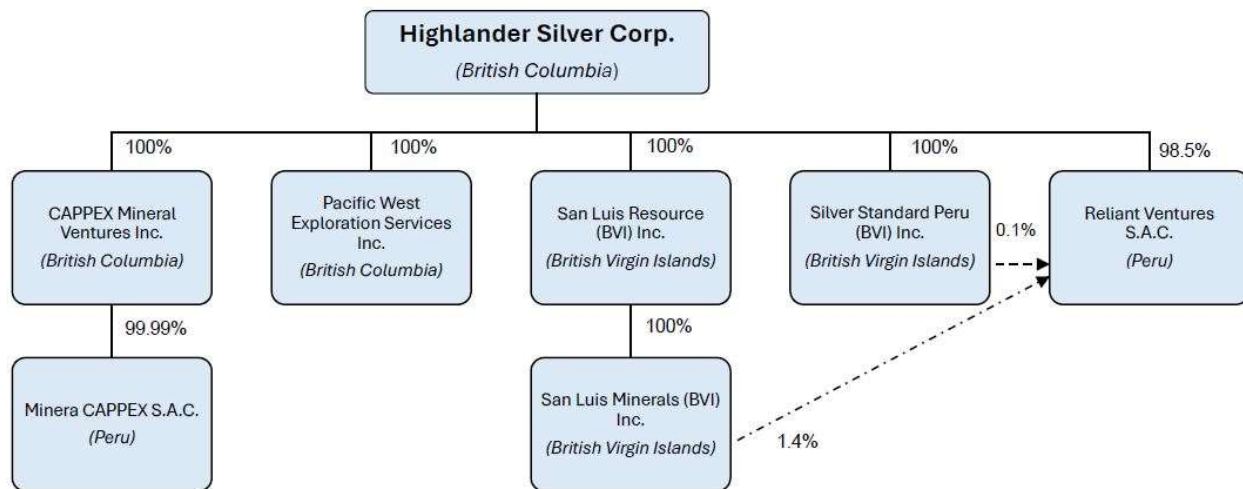 Highlander Silver Corp.
(British Columbia)
100%
100%
100%
100%
98.5%
CAPPEX Mineral
Ventures Inc.
(British Columbia)
Pacific West
Exploration Services
Inc.
(British Columbia)
San Luis Resource
(BVI) Inc.
(British Virgin Islands)
Silver Standard Peru
(BVI) Inc.
(British Virgin Islands)
0.1%
Reliant Ventures
S.A.C.
(Peru)
99.99%
100%
Minera CAPPEX S.A.C.
(Peru)
San Luis Minerals (BVI)
Inc.
(British Virgin Islands)
1.4%